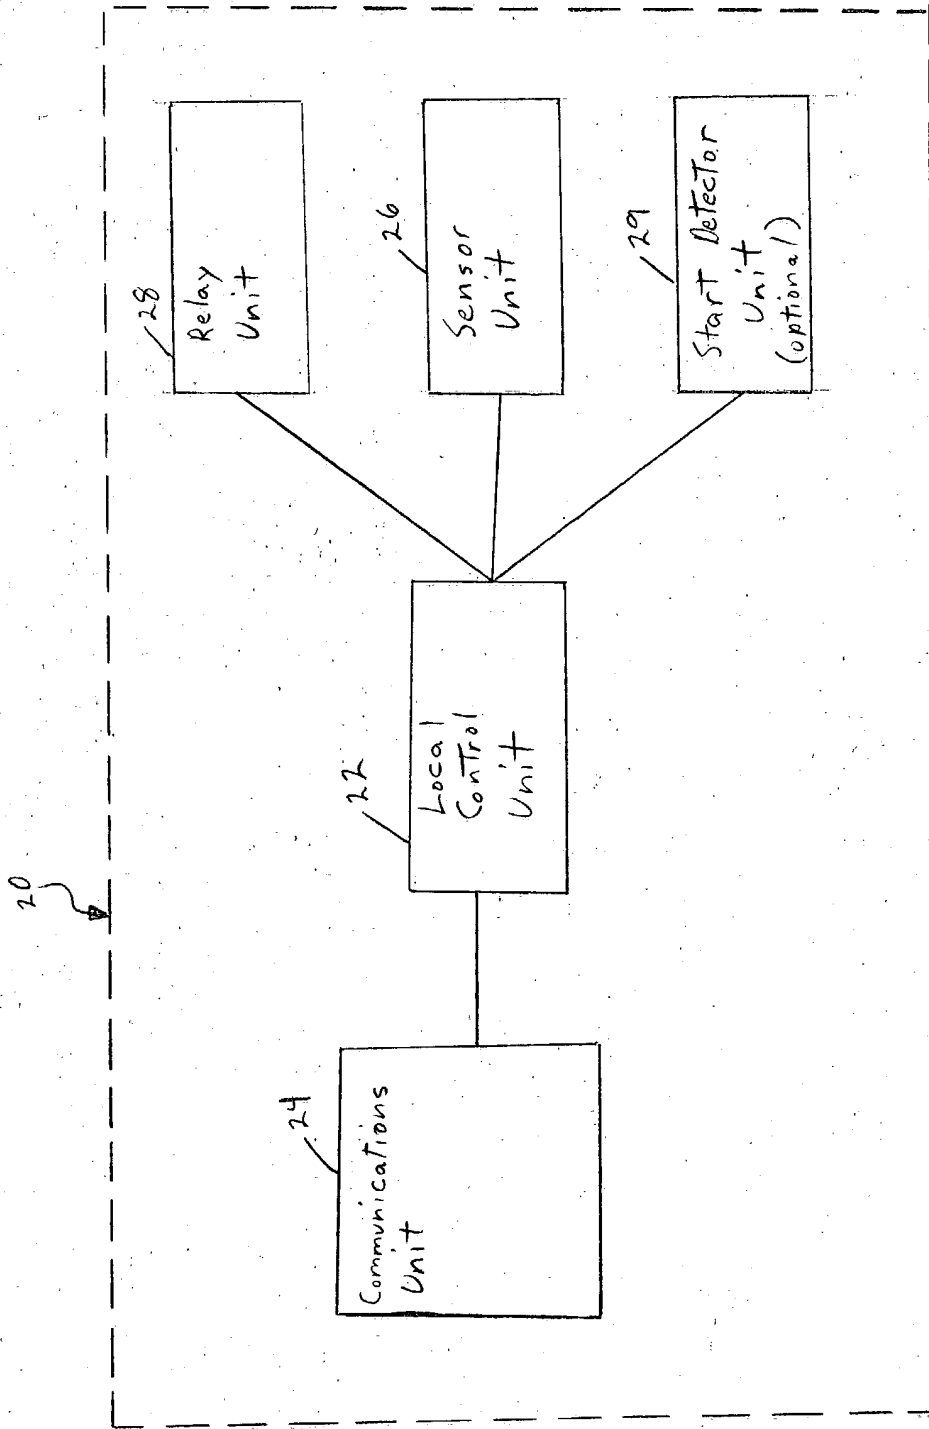 20
24
Communications
Unit
22
Local
Control
Unit
28
Relay
Unit
26
Sensor
Unit
29
Start Detector
Unit
(optional)